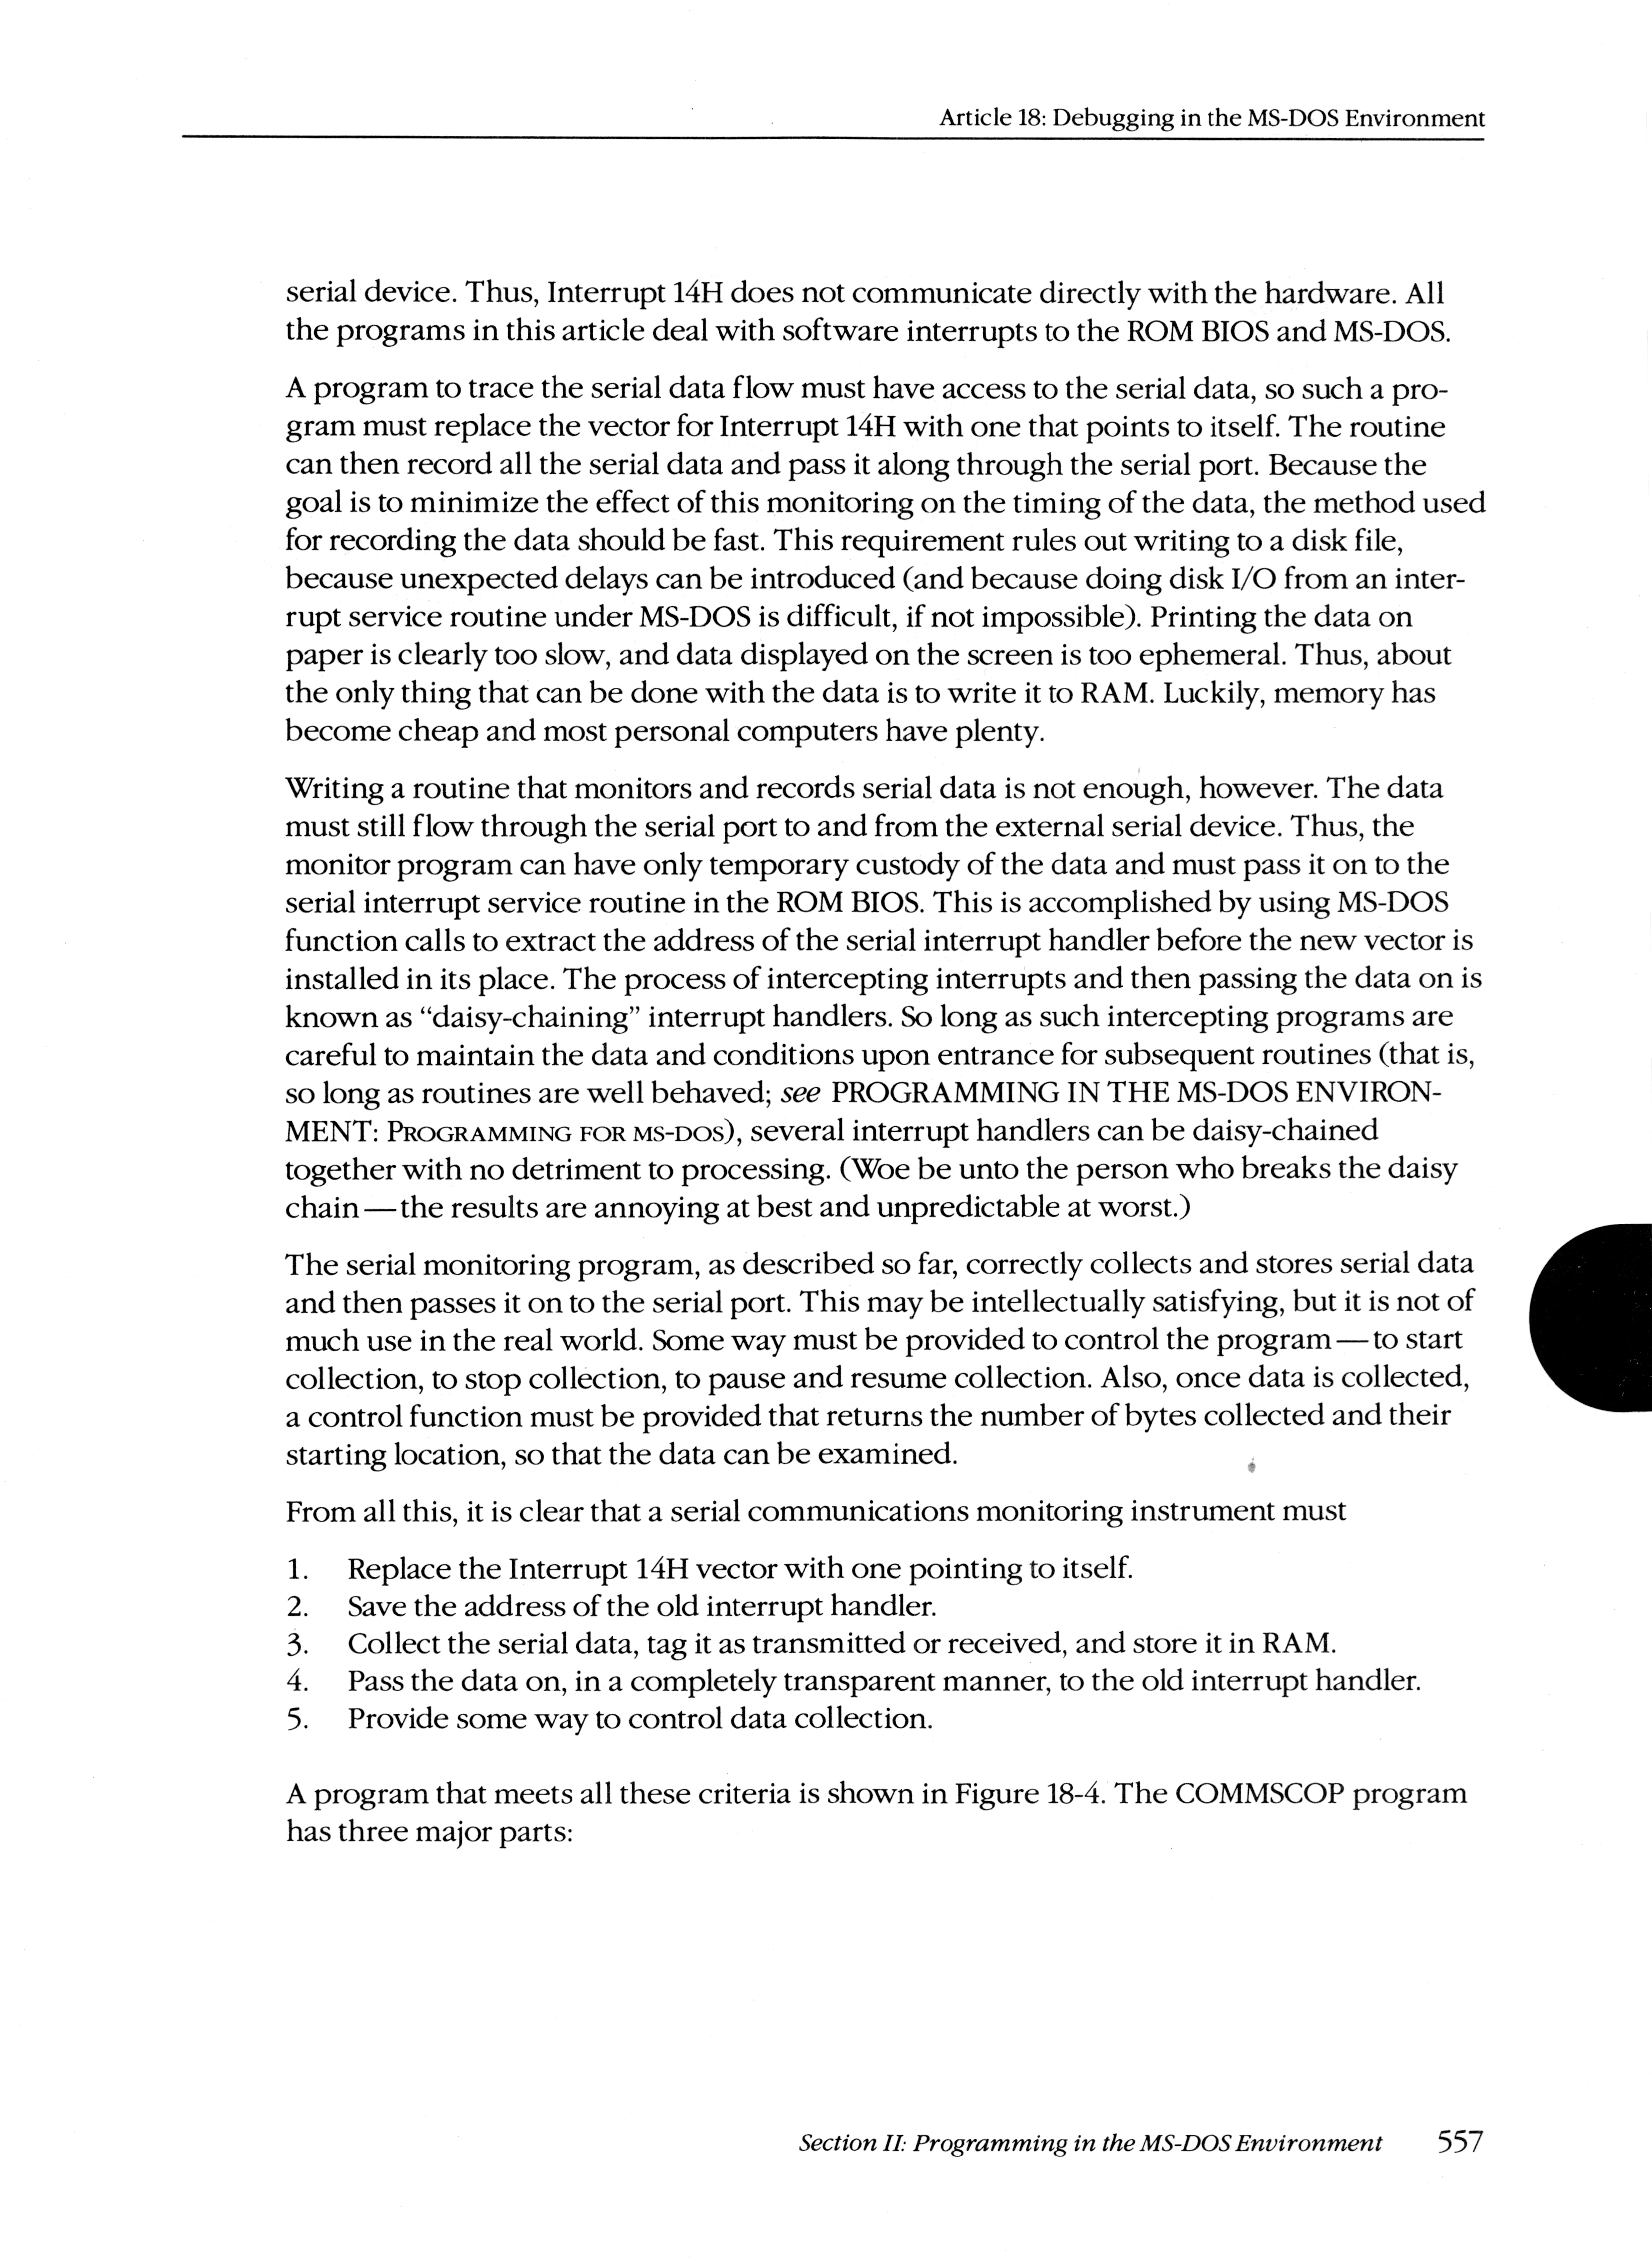 Article 18: Debugging in the MS-DOS Environment
serial device. Thus, Interrupt 14H does not communicate directly with the hardware. All
the programs in this article deal with software interrupts to the ROM BIOS and MS-DOS.
A program to trace the serial data flow must have access to the serial data, so such a pro-
gram must replace the vector for Interrupt 14H with one that points to itself. The routine
can then record all the serial data and pass it along through the serial port. Because the
goal is to minimize the effect of this monitoring on the timing of the data, the method used
for recording the data should be fast. This requirement rules out writing to a disk file,
because unexpected delays can be introduced (and because doing disk I/O from an inter-
rupt service routine under MS-DOS is difficult, if not impossible). Printing the data on
paper is clearly too slow, and data displayed on the screen is too ephemeral. Thus, about
the only thing that can be done with the data is to write it to RAM. Luckily, memory has
become cheap and most personal computers have plenty.
Writing a routine that monitors and records serial data is not enough, however. The data
must still flow through the serial port to and from the external serial device. Thus, the
monitor program can have only temporary custody of the data and must pass it on to the
serial interrupt service routine in the ROM BIOS. This is accomplished by using MS-DOS
function calls to extract the address of the serial interrupt handler before the new vector is
installed in its place. The process of intercepting interrupts and then passing the data on is
known as “daisy-chaining” interrupt handlers. So long as such intercepting programs are
careful to maintain the data and conditions upon entrance for subsequent routines (that is,
so long as routines are well behaved; see PROGRAMMING IN THE MS-DOS ENVIRON-
MENT: PROGRAMMING FOR MS-DOS), several interrupt handlers can be daisy-chained
together with no detriment to processing. (Woe be unto the person who breaks the daisy
chain—the results are annoying at best and unpredictable at worst.)
The serial monitoring program, as described so far, correctly collects and stores serial data
and then passes it on to the serial port. This may be intellectually satisfying, but it is not of
much use in the real world. Some way must be provided to control the program—to start
collection, to stop collection, to pause and resume collection. Also, once data is collected,
a control function must be provided that returns the number of bytes collected and their
starting location, so that the data can be examined.
From all this, it is clear that a serial communications monitoring instrument must
1. Replace the Interrupt 14H vector with one pointing to itself.
2. Save the address of the old interrupt handler.
3. Collect the serial data, tag it as transmitted or received, and store it in RAM.
4. Pass the data on, in a completely transparent manner, to the old interrupt handler.
5. Provide some way to control data collection.
A program that meets all these criteria is shown in Figure 18-4. The COMMSCOP program
has three major parts:
Section II: Programming in the MS-DOS Environment 557